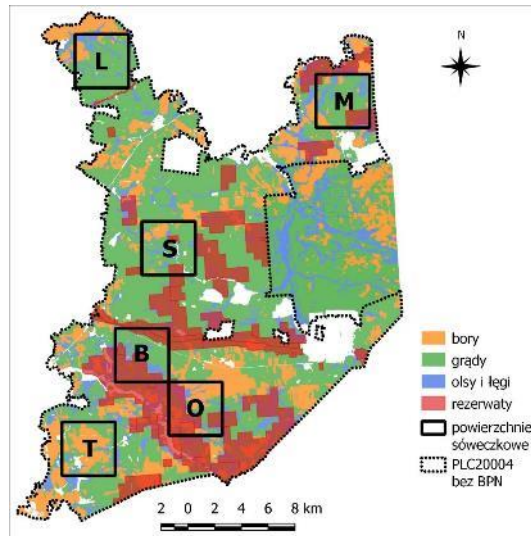 N
L
M
S
B
O
T
bory
grądy
olsy i łęgi
rezerwaty
powierzchnie
sóweczkowe
PLC20004
bez BPN
2 0 2 4 6 8 km